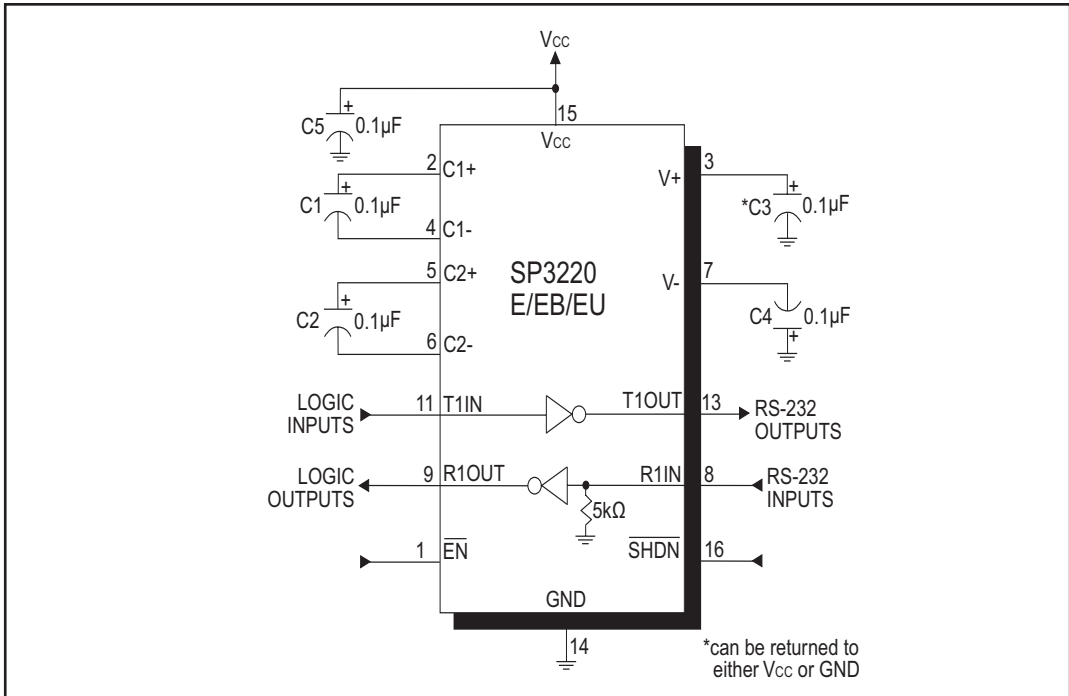 Vcc
+
C5
0.1µF
15
Vcc
2
C1+
+
C1
0.1µF
4
C1-
5
C2+
+
C2
0.1µF
6
C2-
SP3220
E/EB/EU
V+
3
+
*C3
0.1µF
V-
7
C4
0.1µF
+
LOGIC
INPUTS
11
T1IN
T1OUT
13
RS-232
OUTPUTS
LOGIC
OUTPUTS
9
R1OUT
R1IN
8
RS-232
INPUTS
5kΩ
1
E̅N̅
S̅H̅D̅N̅
16
GND
14
*can be returned to
either Vcc or GND